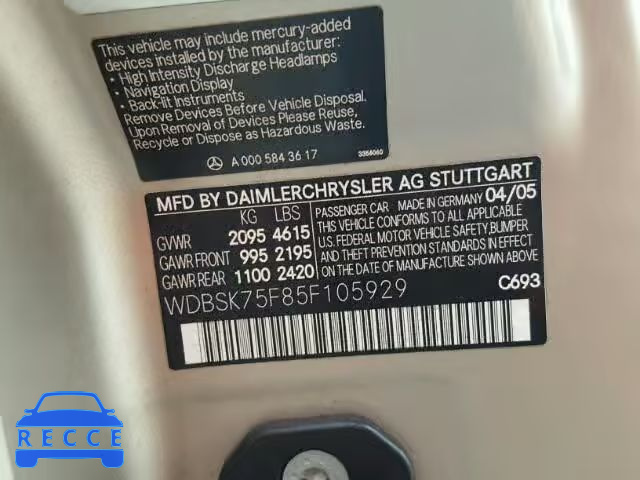 This vehicle may include mercury-added
devices installed by the manufacturer:
• High Intensity Discharge Headlamps
• Navigation Display
• Back-lit Instruments
Remove Devices Before Vehicle Disposal.
Upon Removal of Devices Please Reuse,
Recycle or Dispose as Hazardous Waste.
A 000 584 36 17
MFD BY DAIMLERCHRYSLER AG STUTTGART
KG LBS
GVWR 2095 4615
GAWR FRONT 995 2195
GAWR REAR 1100 2420
PASSENGER CAR MADE IN GERMANY 04/05
THIS VEHICLE CONFORMS TO ALL APPLICABLE
U.S. FEDERAL MOTOR VEHICLE SAFETY, BUMPER
AND THEFT PREVENTION STANDARDS IN EFFECT
ON THE DATE OF MANUFACTURE SHOWN ABOVE.
WDBSK75F85F105929
C693
RECCE